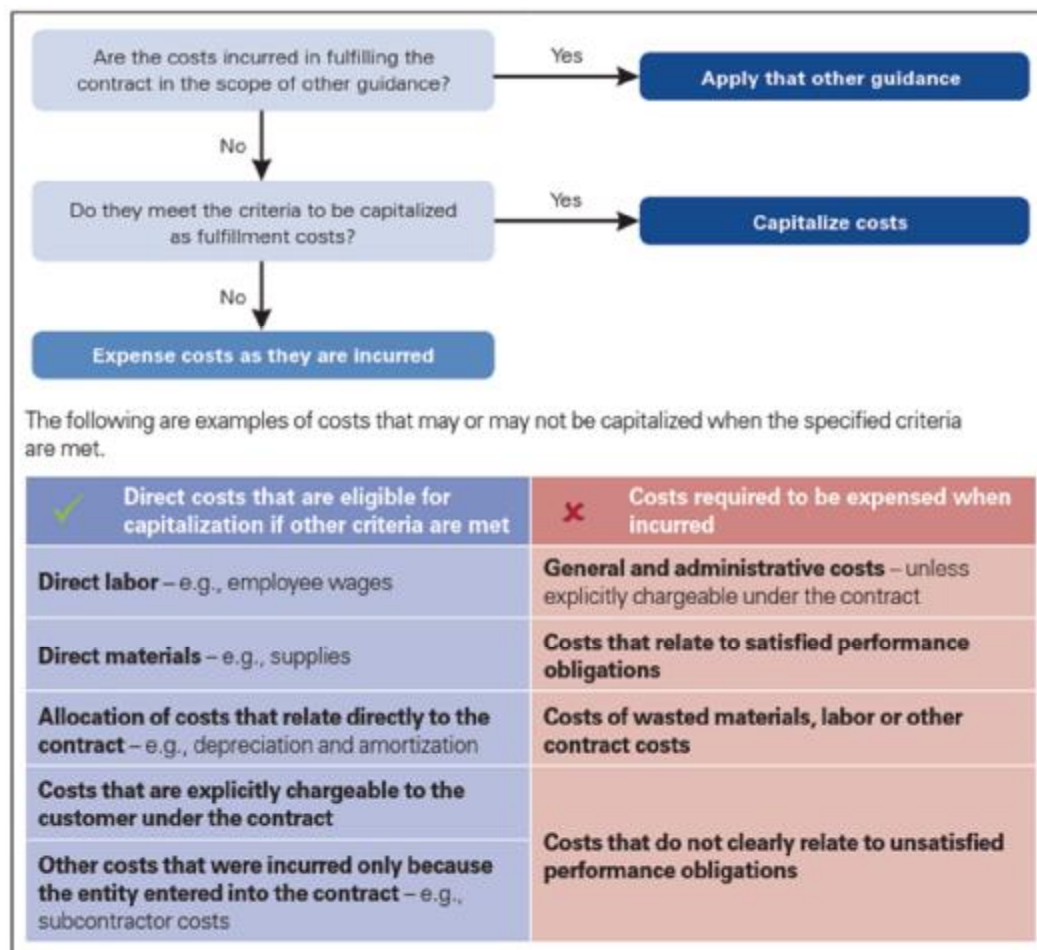 Are the costs incurred in fulfilling the
contract in the scope of other guidance?
Yes
Apply that other guidance
No
Do they meet the criteria to be capitalized
as fulfillment costs?
Yes
Capitalize costs
No
Expense costs as they are incurred
The following are examples of costs that may or may not be capitalized when the specified criteria
are met.
Direct costs that are eligible for
capitalization if other criteria are met
Costs required to be expensed when
incurred
Direct labor – e.g., employee wages
General and administrative costs – unless
explicitly chargeable under the contract
Direct materials – e.g., supplies
Costs that relate to satisfied performance
obligations
Allocation of costs that relate directly to the
contract – e.g., depreciation and amortization
Costs of wasted materials, labor or other
contract costs
Costs that are explicitly chargeable to the
customer under the contract
Other costs that were incurred only because
the entity entered into the contract – e.g.,
subcontractor costs
Costs that do not clearly relate to unsatisfied
performance obligations